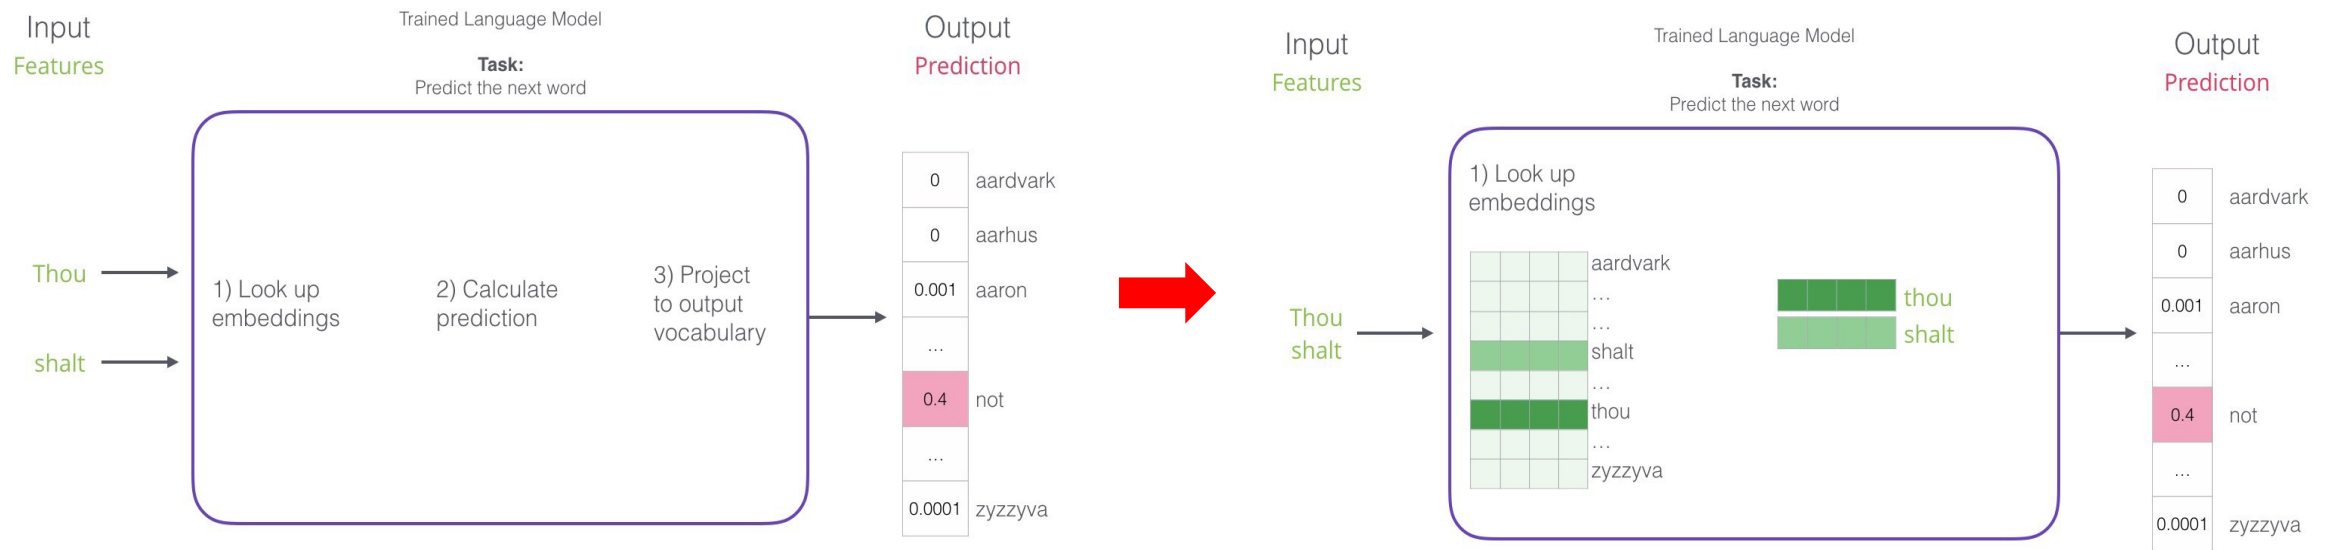 Input
Features
Trained Language Model
Task:
Predict the next word
Output
Prediction
Thou
shalt
1) Look up
embeddings
2) Calculate
prediction
3) Project
to output
vocabulary
0 aardvark
0 aarhus
0.001 aaron
...
0.4 not
...
0.0001 zyzzyva
Input
Features
Trained Language Model
Task:
Predict the next word
Output
Prediction
Thou
shalt
1) Look up
embeddings
aardvark
...
...
shalt
...
thou
...
zyzzyva
thou
shalt
0 aardvark
0 aarhus
0.001 aaron
...
0.4 not
...
0.0001 zyzzyva